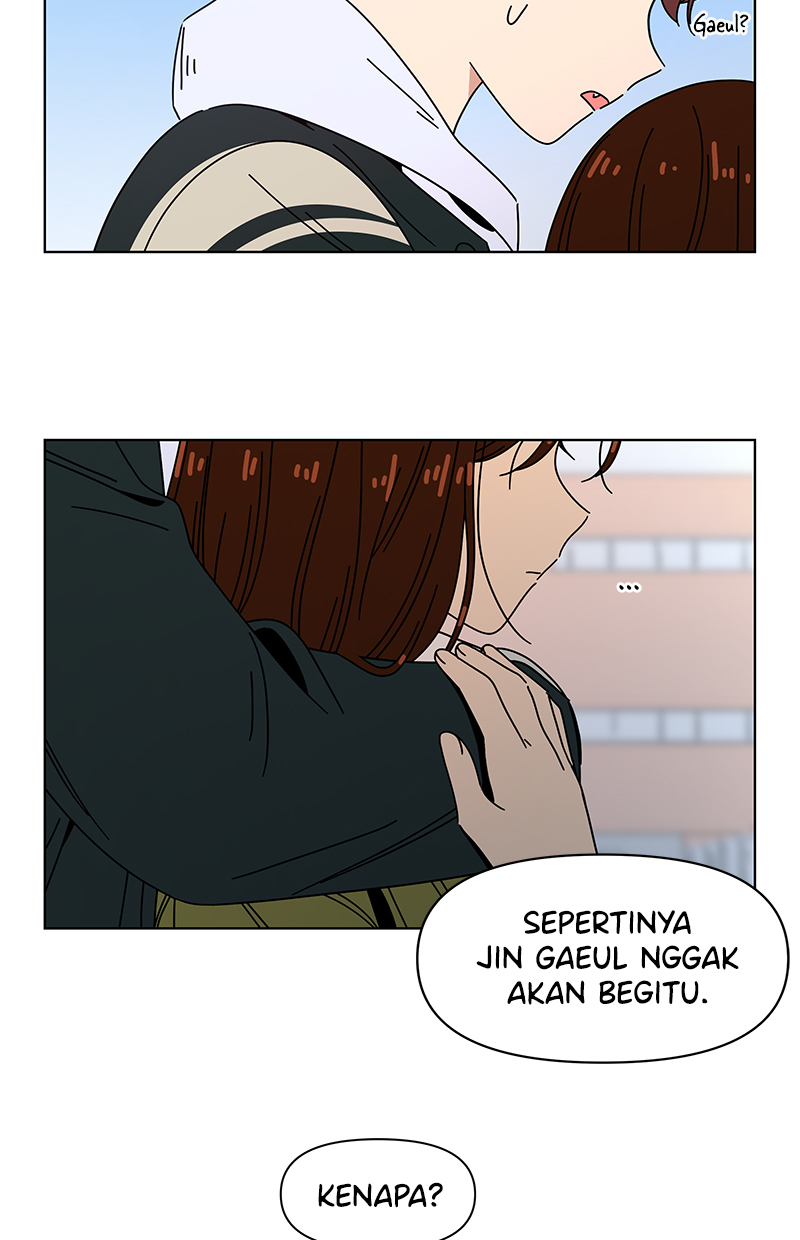 Gaeul?
...
SEPERTINYA
JIN GAEUL NGGAK
AKAN BEGITU.
KENAPA?